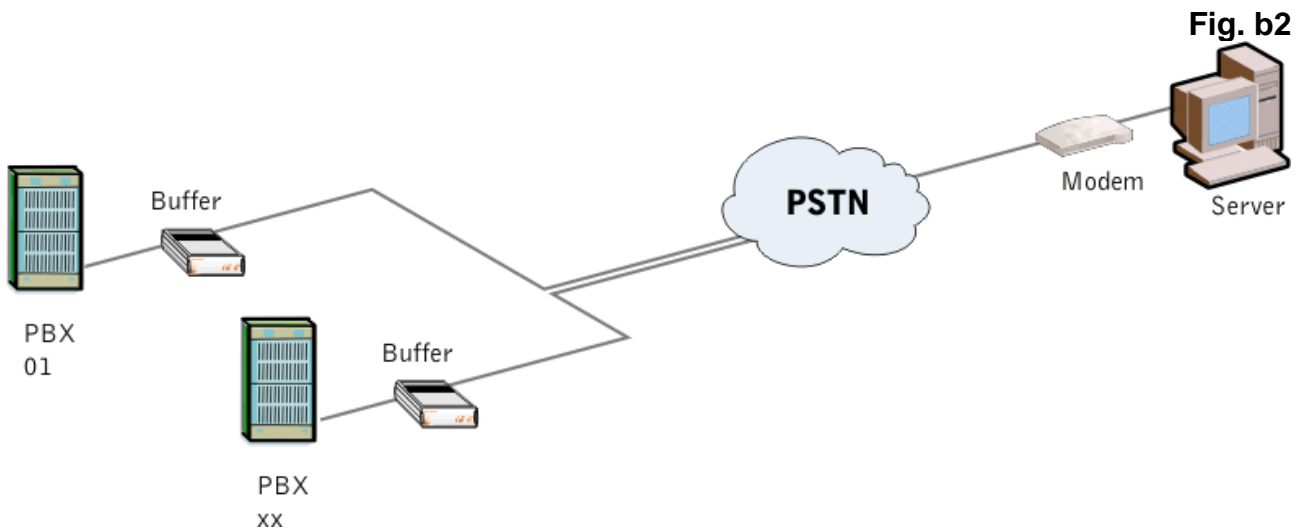 Fig. b2
Buffer
PSTN
Modem
Server
PBX
01
Buffer
PBX
xx